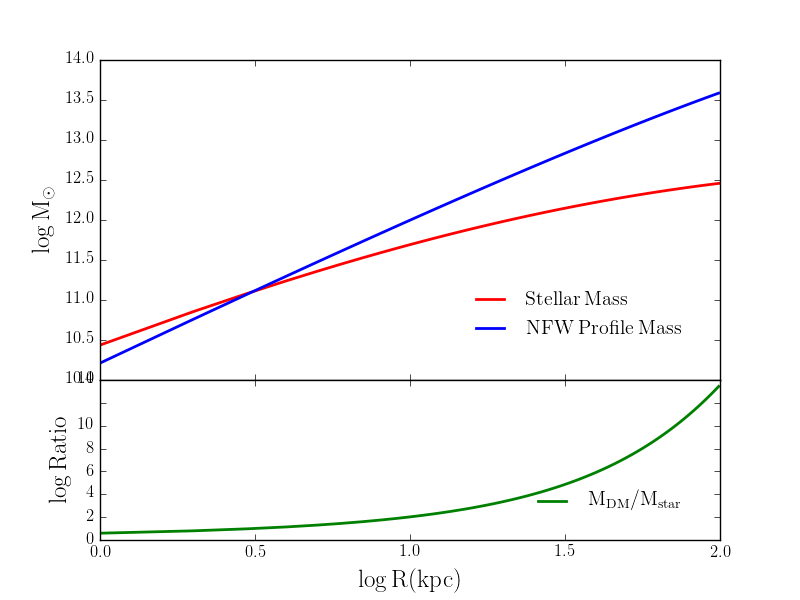 14.0
13.5
13.0
12.5
12.0
11.5
11.0
10.5
10.0
log M⊙
Stellar Mass
NFW Profile Mass
14
10
8
6
4
2
0
log Ratio
M_DM/M_star
0.0 0.5 1.0 1.5 2.0
log R(kpc)